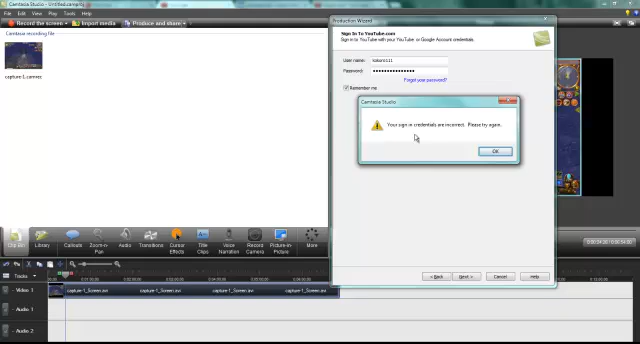 Camtasia Studio - Untitled.camproj
File Edit View Play Tools Help
Record the screen Import media Produce and share
Camtasia recording file
capture-1.camrec
Production Wizard
Sign In To YouTube.com
Sign in to YouTube with your YouTube or Google Account credentials.
User name:
Password:
Forgot your password?
Remember me
Camtasia Studio
Your sign in credentials are incorrect. Please try again.
OK
Clip Bin Library Callouts Zoom-n-Pan Audio Transitions Cursor Effects Title Clips Voice Narration Record Camera Picture-in-Picture More
< Back Next > Cancel Help
Tracks
Video 1 capture-1_Screen.avi capture-1_Screen.avi capture-1_Screen.avi capture-1_Screen.avi
Audio 1
Audio 2